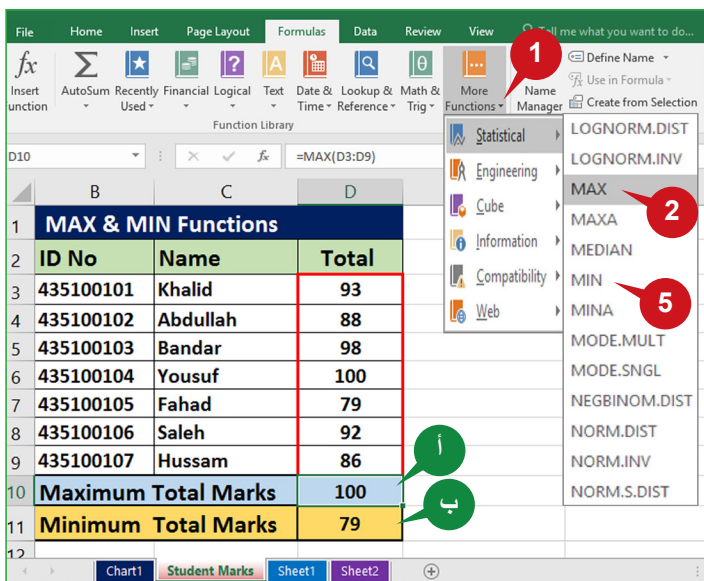 File Home Insert Page Layout Formulas Data Review View Tell me what you want to do...
1
fx Insert unction
AutoSum
Recently Used
Financial
Logical
Text
Date & Time
Lookup & Reference
Math & Trig
More Functions
Name Manager
Define Name
Use in Formula
Create from Selection
Function Library
Statistical
Engineering
Cube
Information
Compatibility
Web
LOGNORM.DIST
LOGNORM.INV
MAX
2
MAXA
MEDIAN
MIN
5
MINA
MODE.MULT
MODE.SNGL
NEGBINOM.DIST
NORM.DIST
NORM.INV
NORM.S.DIST
D10 fx =MAX(D3:D9)
B C D
1 MAX & MIN Functions
2 ID No Name Total
3 435100101 Khalid 93
4 435100102 Abdullah 88
5 435100103 Bandar 98
6 435100104 Yousuf 100
7 435100105 Fahad 79
8 435100106 Saleh 92
9 435100107 Hussam 86
أ
10 Maximum Total Marks 100
ب
11 Minimum Total Marks 79
12
Chart1 Student Marks Sheet1 Sheet2